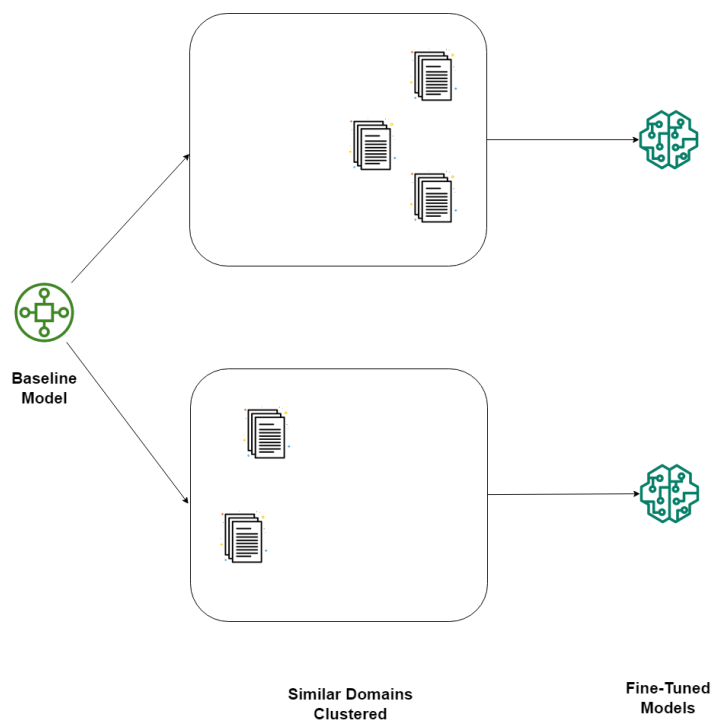 Baseline
Model
Similar Domains
Clustered
Fine-Tuned
Models